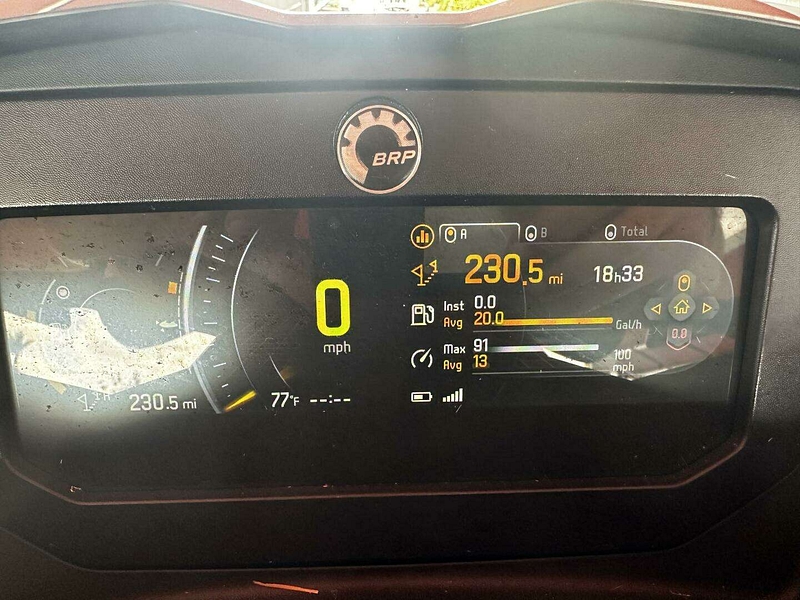 BRP
A B Total
230.5 mi 18h33
Inst 0.0
Avg 20.0
Gal/h
Max 91
Avg 13
100
mph
0.0
0
mph
230.5 mi
77°F --:--